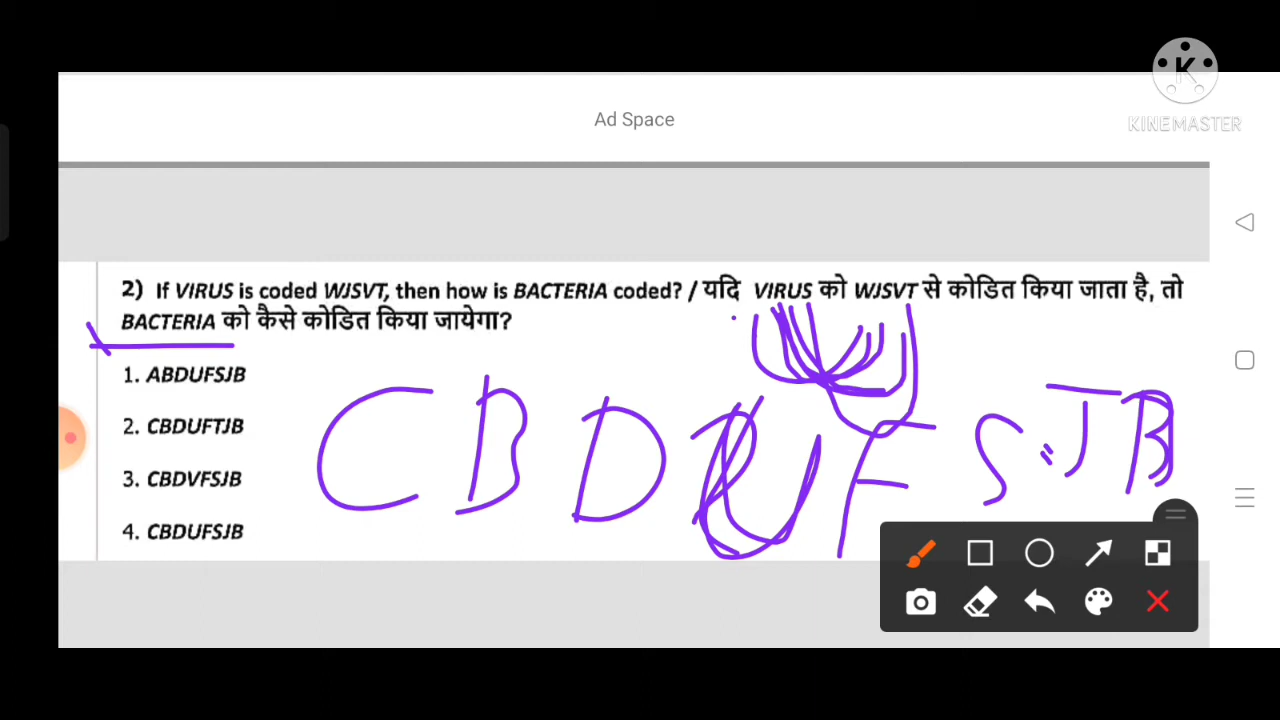 Ad Space
KINEMASTER
2) If VIRUS is coded WJSVT, then how is BACTERIA coded? / यदि VIRUS को WJSVT से कोडित किया जाता है, तो
BACTERIA को कैसे कोडित किया जायेगा?
1. ABDUFSJB
2. CBDUFTJB
3. CBDVFSJB
4. CBDUFSJB
C B D U F S J B